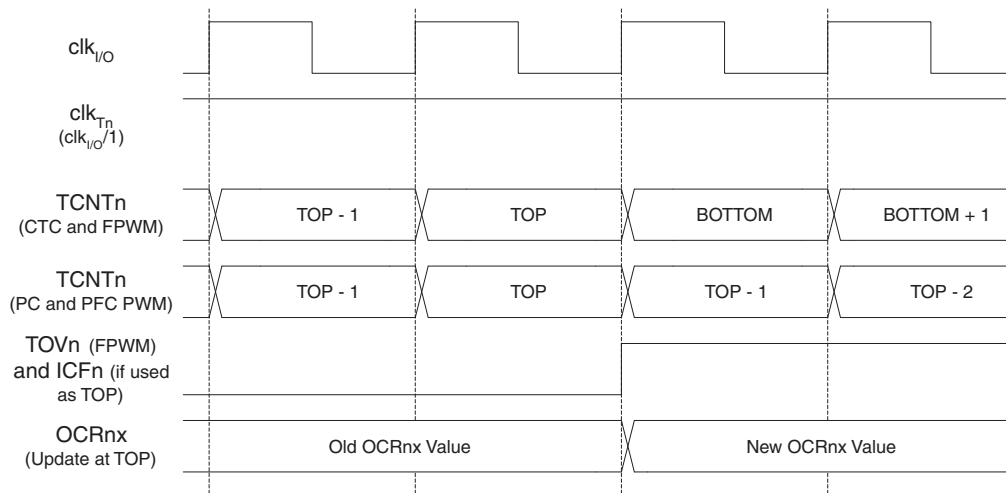 clkI/O
clkTn
(clkI/O/1)
TCNTn
(CTC and FPWM)
TOP - 1
TOP
BOTTOM
BOTTOM + 1
TCNTn
(PC and PFC PWM)
TOP - 1
TOP
TOP - 1
TOP - 2
TOVn (FPWM)
and ICFn (if used
as TOP)
OCRnx
(Update at TOP)
Old OCRnx Value
New OCRnx Value